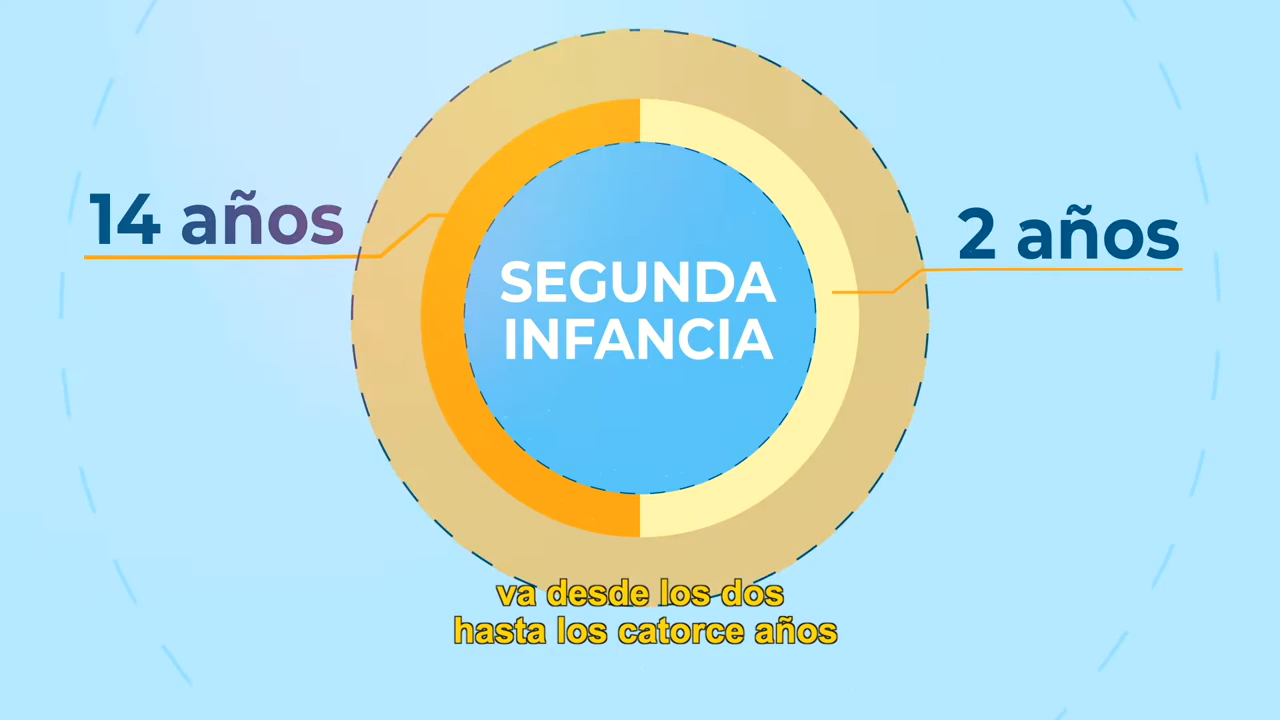 14 años
2 años
SEGUNDA
INFANCIA
va desde los dos
hasta los catorce años